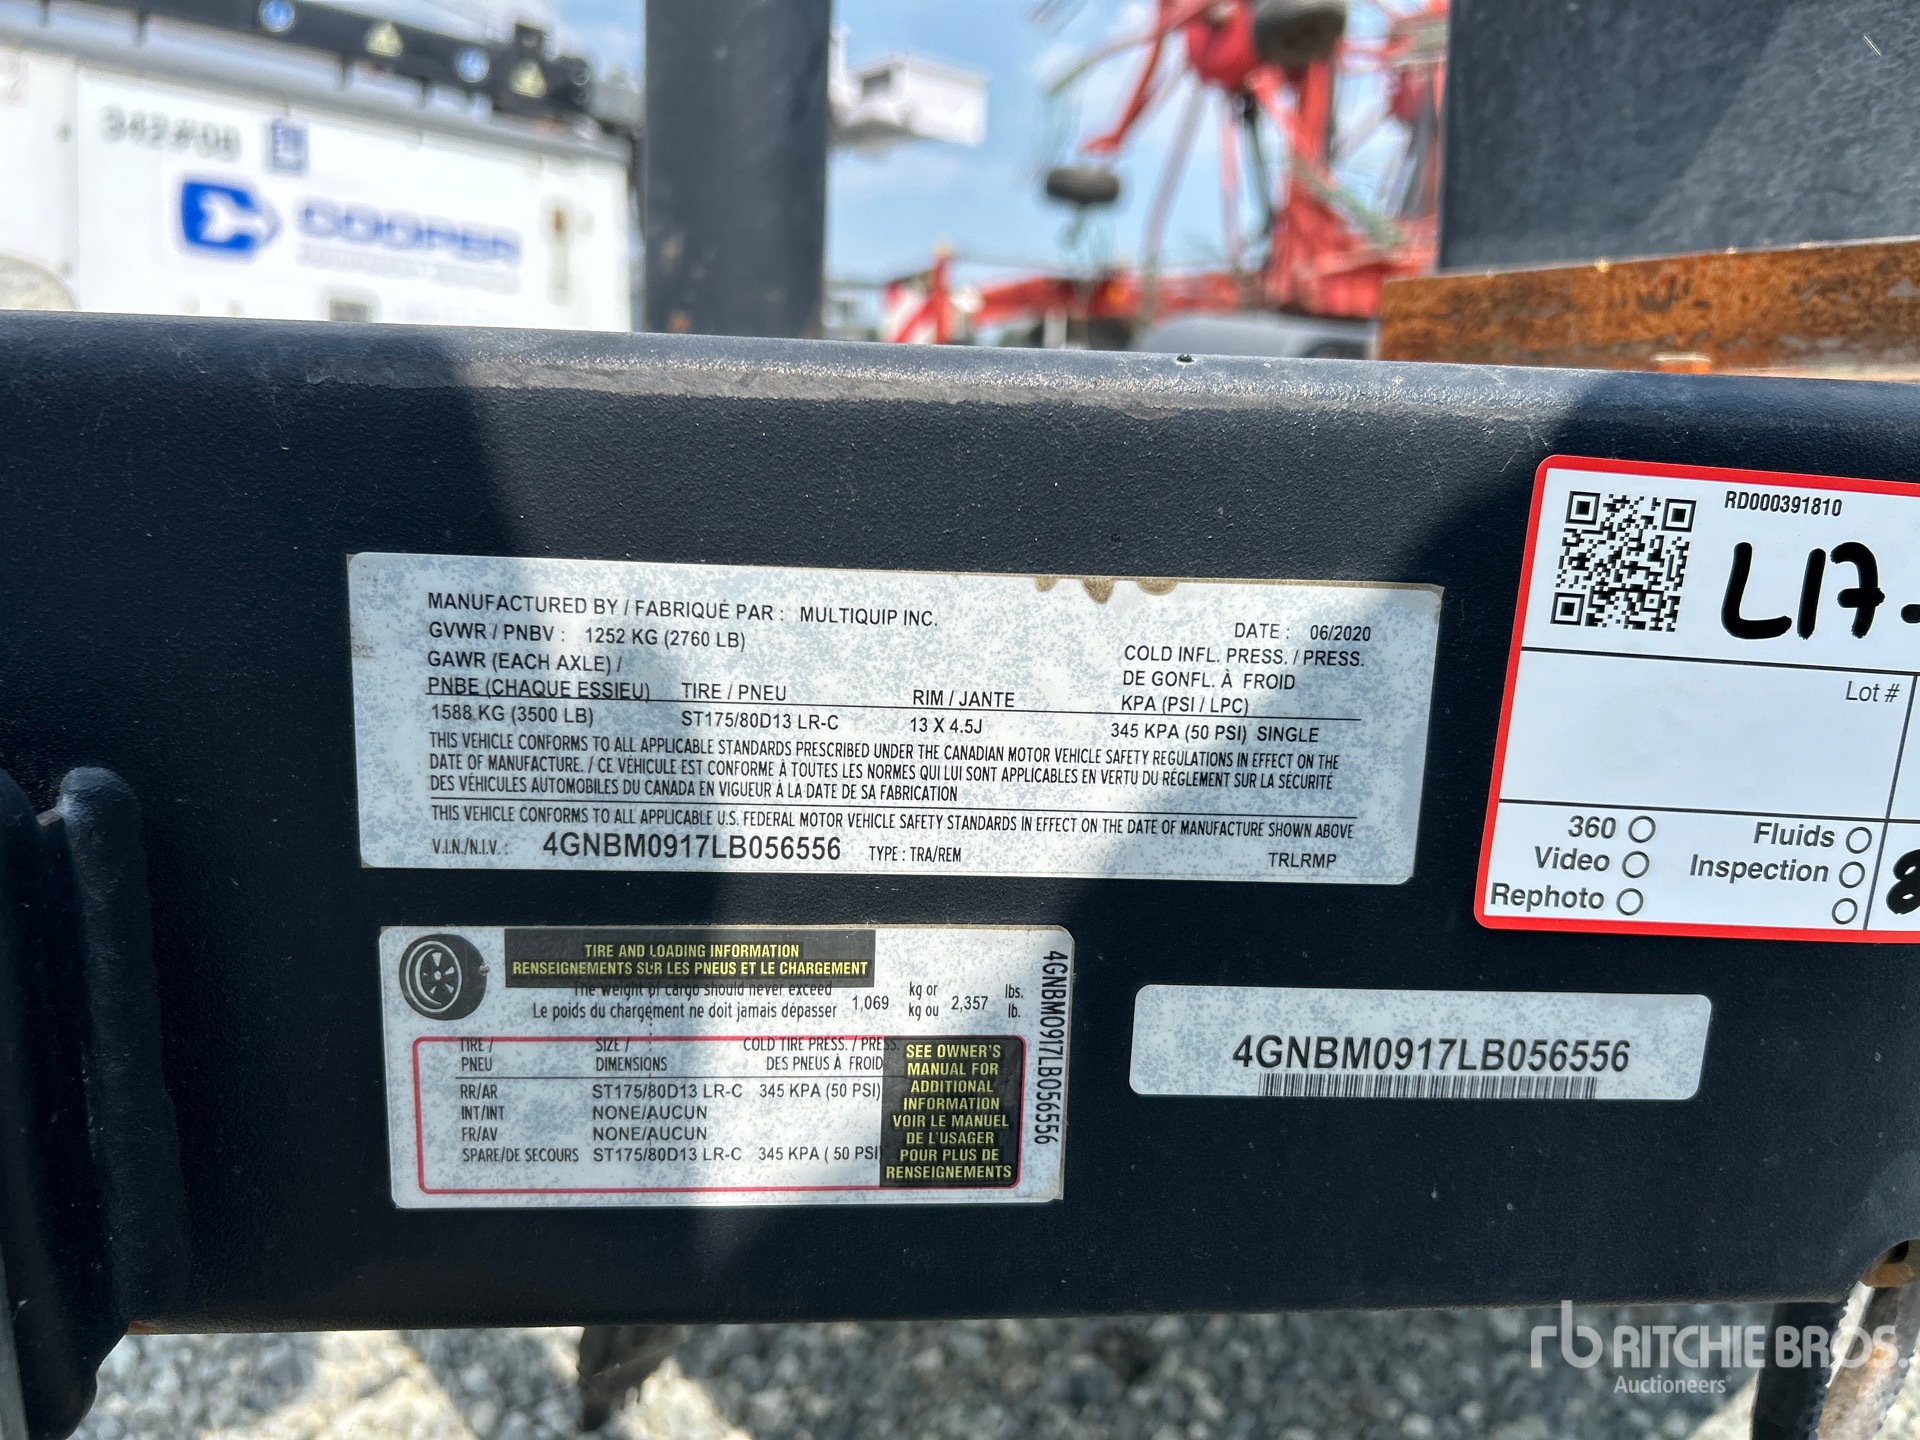 COOPER
MANUFACTURED BY / FABRIQUÉ PAR : MULTIQUIP INC.
GVWR / PNBV : 1252 KG (2760 LB)
DATE : 06/2020
GAWR (EACH AXLE) /
PNBE (CHAQUE ESSIEU) TIRE / PNEU RIM / JANTE
COLD INFL. PRESS. / PRESS.
DE GONFL. À FROID
KPA (PSI / LPC)
1588 KG (3500 LB) ST175/80D13 LR-C 13 X 4.5J 345 KPA (50 PSI) SINGLE
THIS VEHICLE CONFORMS TO ALL APPLICABLE STANDARDS PRESCRIBED UNDER THE CANADIAN MOTOR VEHICLE SAFETY REGULATIONS IN EFFECT ON THE
DATE OF MANUFACTURE. / CE VÉHICULE EST CONFORME À TOUTES LES NORMES QUI LUI SONT APPLICABLES EN VERTU DU RÉGLEMENT SUR LA SÉCURITÉ
DES VÉHICULES AUTOMOBILES DU CANADA EN VIGUEUR À LA DATE DE SA FABRICATION
THIS VEHICLE CONFORMS TO ALL APPLICABLE U.S. FEDERAL MOTOR VEHICLE SAFETY STANDARDS IN EFFECT ON THE DATE OF MANUFACTURE SHOWN ABOVE
V.I.N./N.I.V. : 4GNBM0917LB056556 TYPE : TRA/REM TRLRMP
RD000391810
L17-
Lot #
360
Video
Rephoto
Fluids
Inspection
8
TIRE AND LOADING INFORMATION
RENSEIGNEMENTS SUR LES PNEUS ET LE CHARGEMENT
The weight of cargo should never exceed
Le poids du chargement ne doit jamais dépasser
1,069 kg or
kg ou 2,357 lbs.
lb.
TIRE / SIZE / COLD TIRE PRESS. / PRESS.
PNEU DIMENSIONS DES PNEUS À FROID
RR/AR ST175/80D13 LR-C 345 KPA (50 PSI)
INT/INT NONE/AUCUN
FR/AV NONE/AUCUN
SPARE/DE SECOURS ST175/80D13 LR-C 345 KPA ( 50 PSI
SEE OWNER'S
MANUAL FOR
ADDITIONAL
INFORMATION
VOIR LE MANUEL
DE L'USAGER
POUR PLUS DE
RENSEIGNEMENTS
4GNBM0917LB056556
4GNBM0917LB056556
rb RITCHIE BROS.
Auctioneers